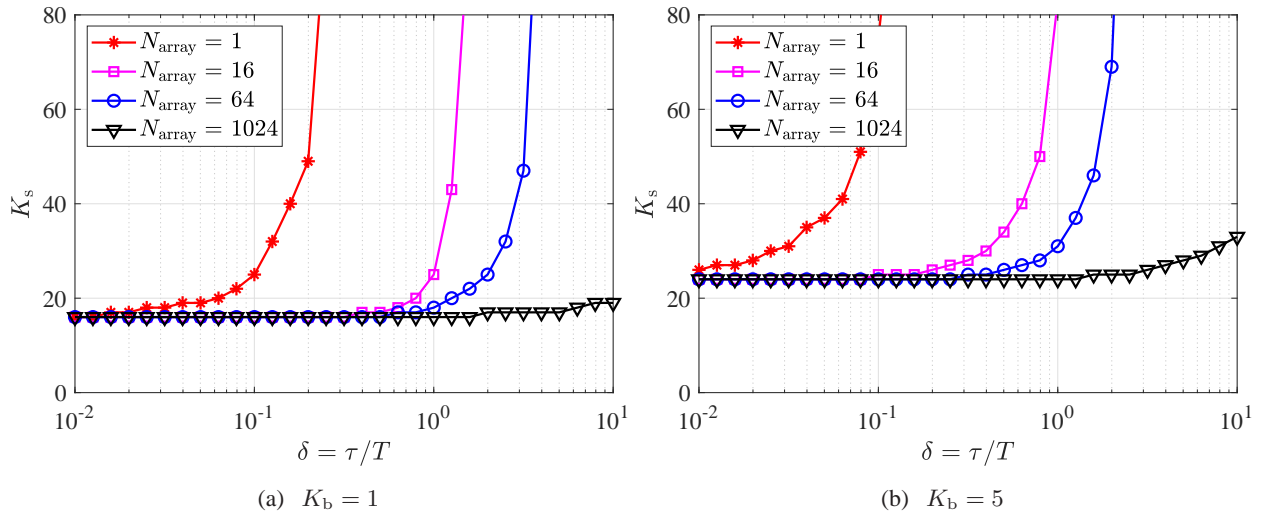 80
60
40
20
0
K_s
N_array = 1
N_array = 16
N_array = 64
N_array = 1024
10^-2
10^-1
10^0
10^1
δ = τ/T
(a) K_b = 1
80
60
40
20
0
K_s
N_array = 1
N_array = 16
N_array = 64
N_array = 1024
10^-2
10^-1
10^0
10^1
δ = τ/T
(b) K_b = 5